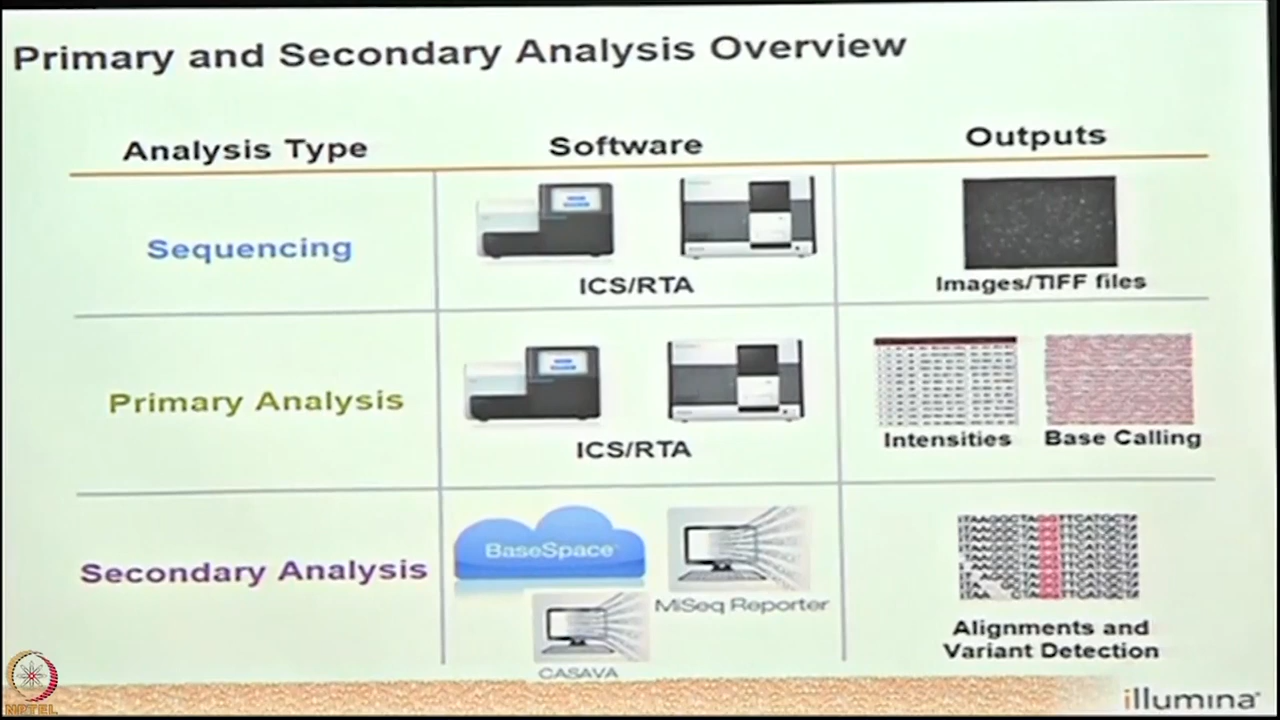 Primary and Secondary Analysis Overview
Analysis Type
Software
Outputs
Sequencing
ICS/RTA
Images/TIFF files
Primary Analysis
ICS/RTA
Intensities
Base Calling
Secondary Analysis
BaseSpace
MiSeq Reporter
CASAVA
Alignments and
Variant Detection
NPTEL
illumina